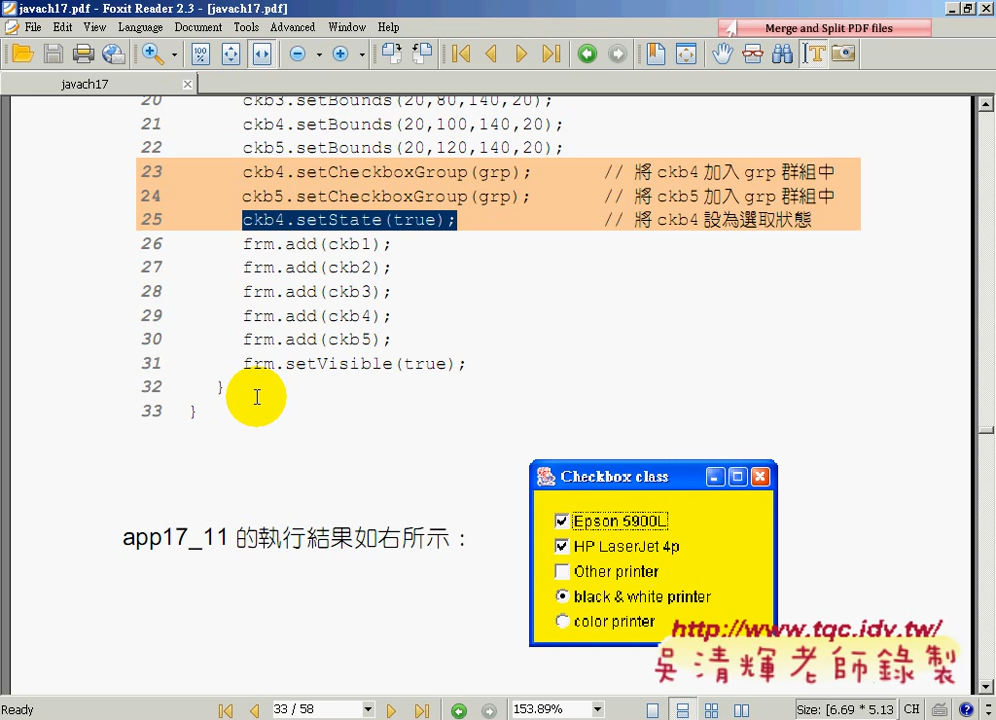 javach17.pdf - Foxit Reader 2.3 - [javach17.pdf]
File Edit View Language Document Tools Advanced Window Help
Merge and Split PDF files
javach17
20 ckb3.setBounds(20,80,140,20);
21 ckb4.setBounds(20,100,140,20);
22 ckb5.setBounds(20,120,140,20);
23 ckb4.setCheckboxGroup(grp); // 將 ckb4 加入 grp 群組中
24 ckb5.setCheckboxGroup(grp); // 將 ckb5 加入 grp 群組中
25 ckb4.setState(true); // 將 ckb4 設為選取狀態
26 frm.add(ckb1);
27 frm.add(ckb2);
28 frm.add(ckb3);
29 frm.add(ckb4);
30 frm.add(ckb5);
31 frm.setVisible(true);
32 }
33 }
Checkbox class
Epson 5900L
HP LaserJet 4p
app17_11 的執行結果如右所示：
Other printer
black & white printer
color printer
http://www.tqc.idv.tw/
吳清輝老師錄製
Ready 33 / 58 153.89% Size: [6.69 * 5.13 CH